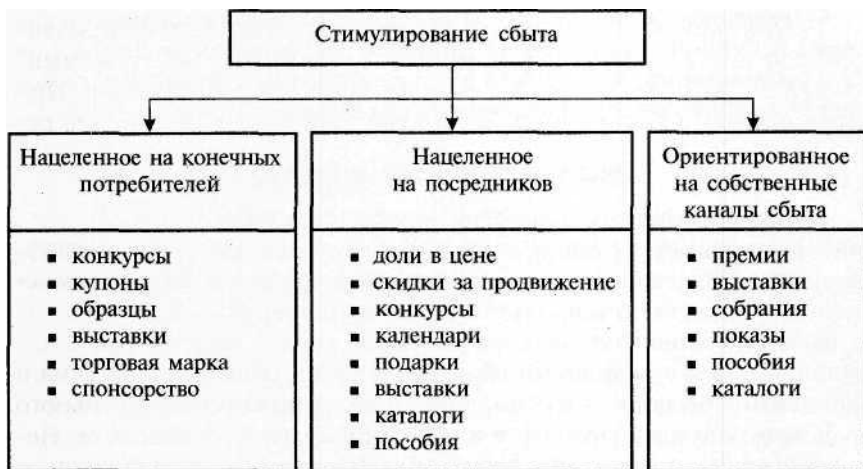 Стимулирование сбыта
Нацеленное на конечных
потребителей
▪ конкурсы
▪ купоны
▪ образцы
▪ выставки
торговая марка
▪ спонсорство
Нацеленное
на посредников
▪ доли в цене
▪ скидки за продвижение
▪ конкурсы
▪ календари
▪ подарки
выставки
▪ каталоги
▪ пособия
Ориентированное
на собственные
каналы сбыта
▪ премии
▪ выставки
▪ собрания
▪ показы
▪ пособия
▪ каталоги